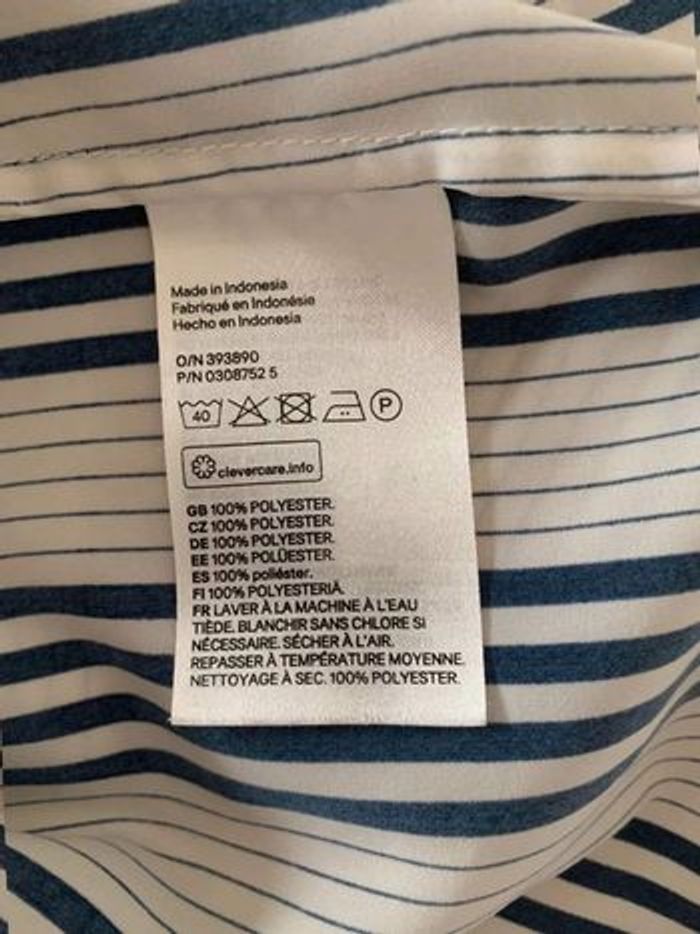 Made in Indonesia
Fabriqué en Indonésie
Hecho en Indonesia
O/N 393890
P/N 0308752 5
40 P
clevercare.info
GB 100% POLYESTER.
CZ 100% POLYESTER.
DE 100% POLYESTER.
EE 100% POLÜESTER.
ES 100% poliéster.
FI 100% POLYESTERIÄ.
FR LAVER À LA MACHINE À L'EAU
TIÈDE. BLANCHIR SANS CHLORE SI
NÉCESSAIRE. SÉCHER À L'AIR.
REPASSER À TEMPÉRATURE MOYENNE.
NETTOYAGE À SEC. 100% POLYESTER.